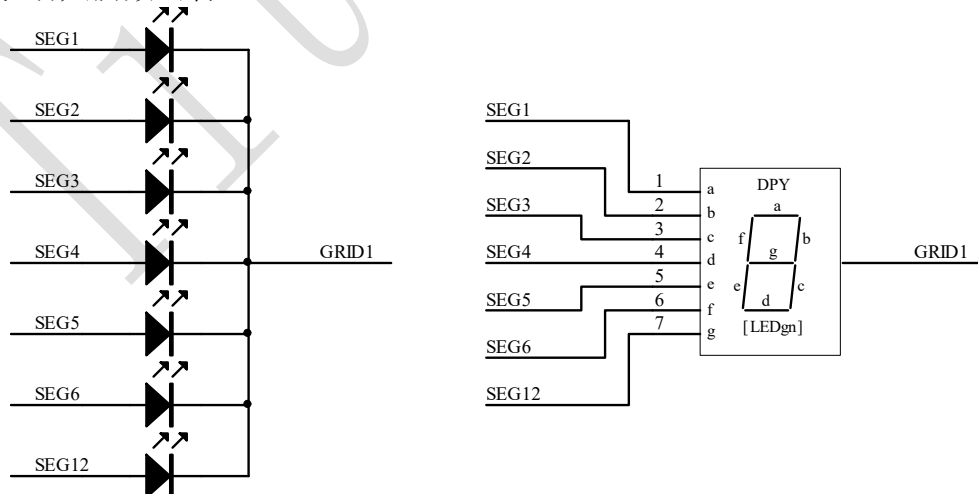 SEG1
SEG2
SEG3
SEG4
SEG5
SEG6
SEG12
GRID1
SEG1
SEG2
SEG3
SEG4
SEG5
SEG6
SEG12
1
2
3
4
5
6
7
a
b
c
d
e
f
g
DPY
a
f
b
g
e
c
d
[LEDgn]
GRID1